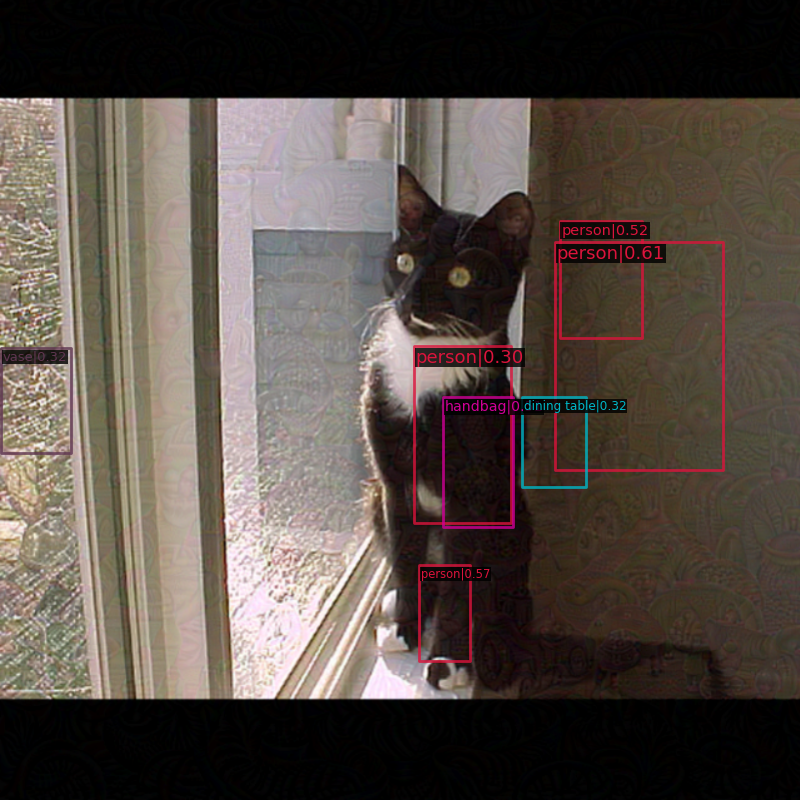 person|0.52
person|0.61
vase|0.32
person|0.30
handbag|0.
dining table|0.32
person|0.57